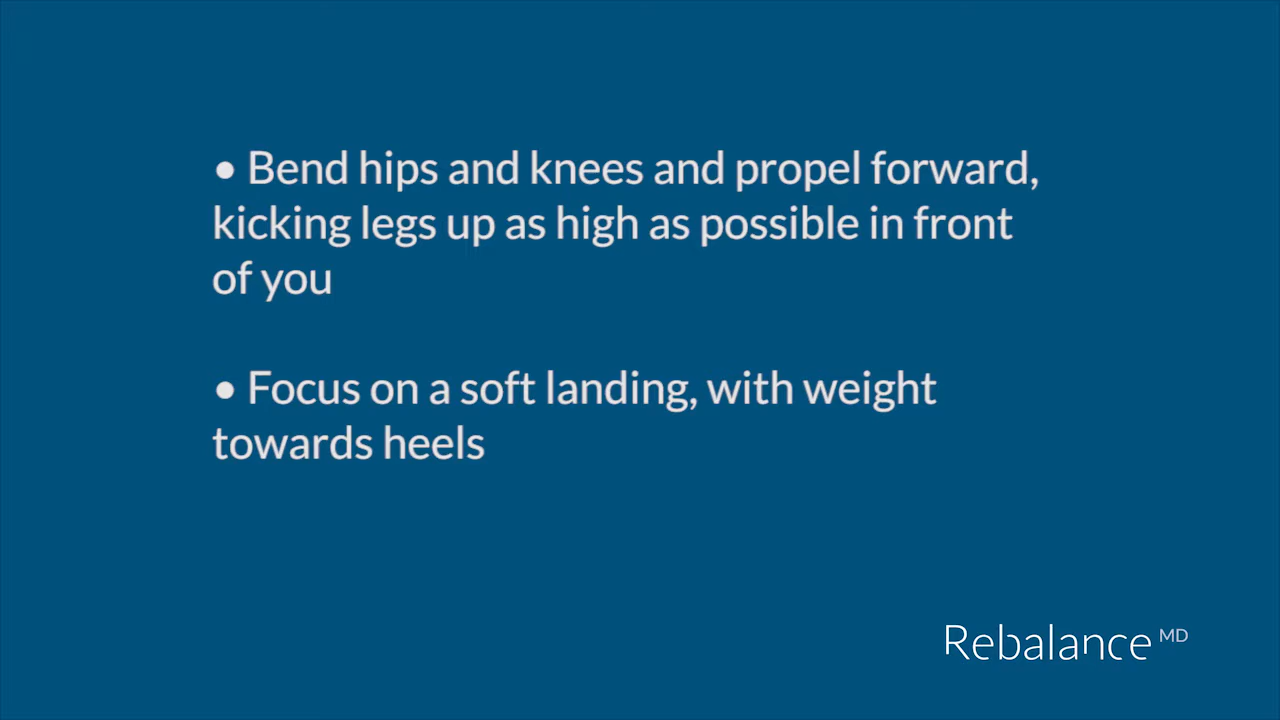 • Bend hips and knees and propel forward,
kicking legs up as high as possible in front
of you
• Focus on a soft landing, with weight
towards heels
Rebalance MD